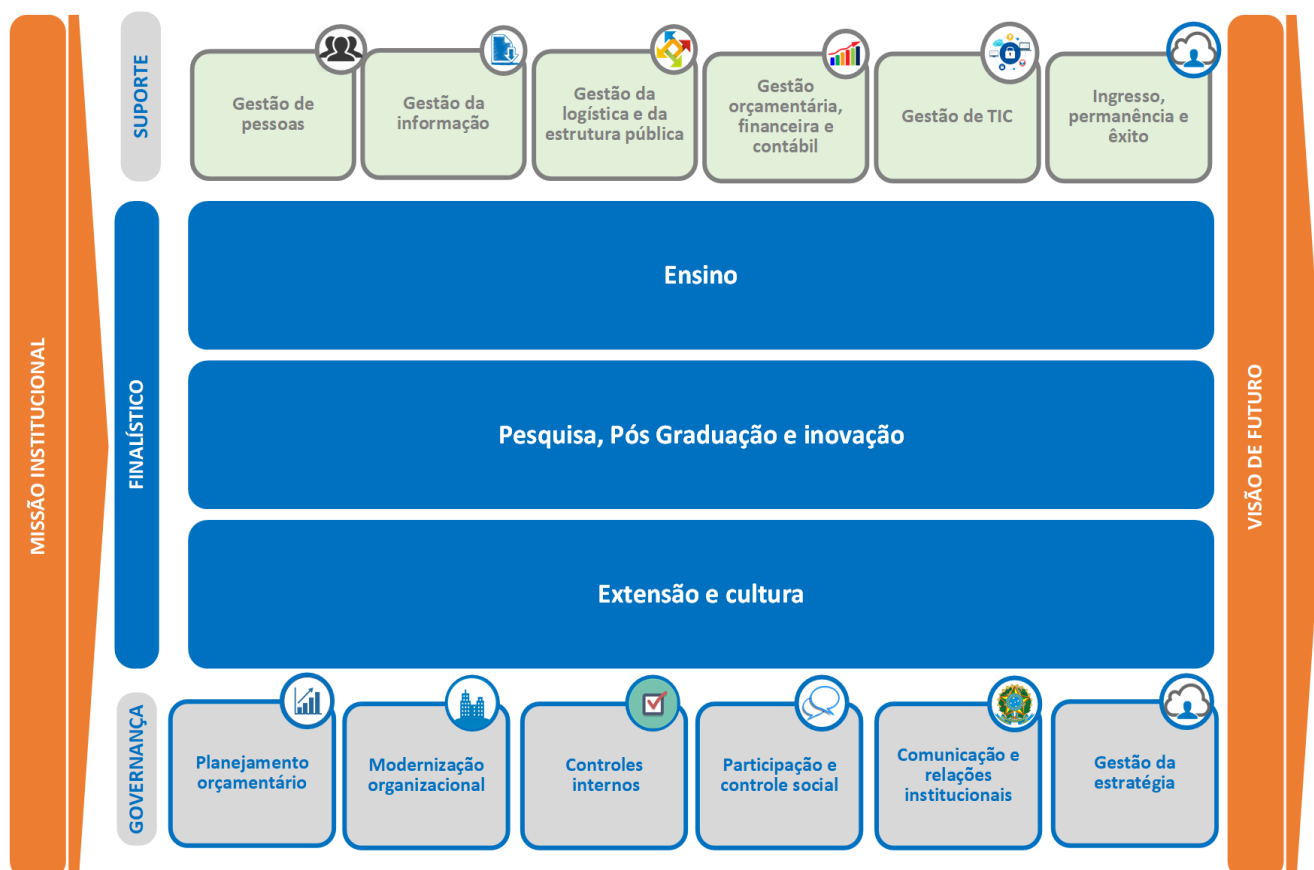 MISSÃO INSTITUCIONAL
SUPORTE
Gestão de
pessoas
Gestão da
informação
Gestão da
logística e da
estrutura pública
Gestão
orçamentária,
financeira e
contábil
Gestão de TIC
Ingresso,
permanência e
êxito
FINALÍSTICO
Ensino
Pesquisa, Pós Graduação e inovação
Extensão e cultura
GOVERNANÇA
Planejamento
orçamentário
Modernização
organizacional
Controles
internos
Participação e
controle social
Comunicação e
relações
institucionais
Gestão da
estratégia
VISÃO DE FUTURO